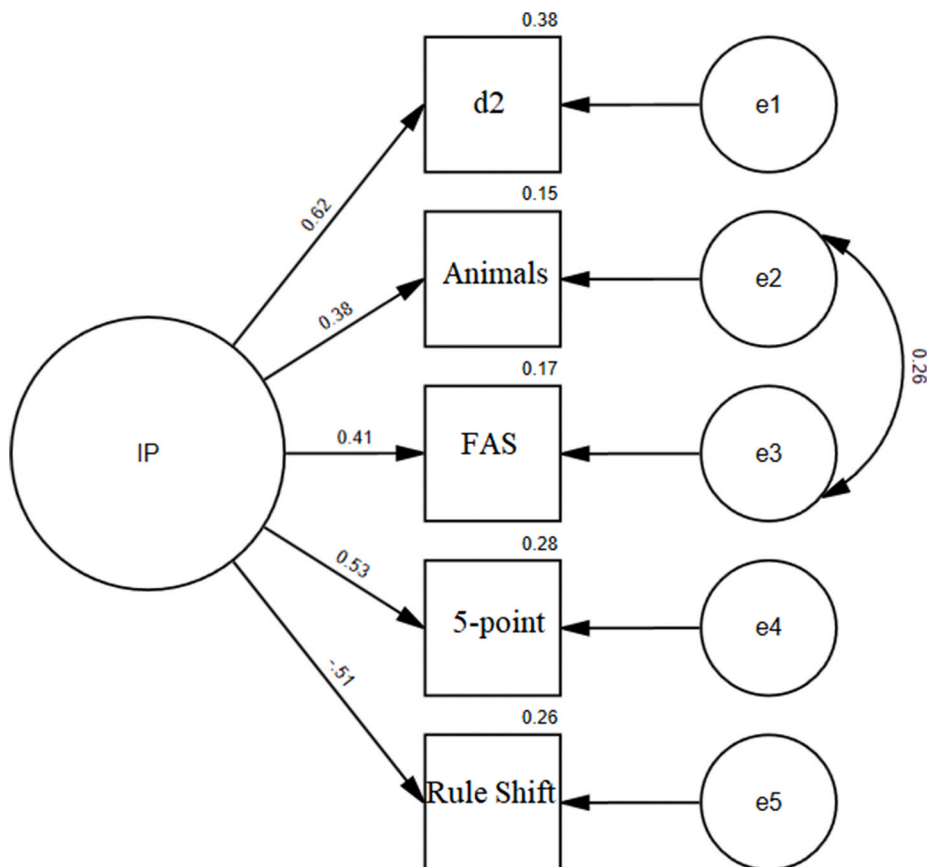 0.38
d2
e1
0.62
0.15
Animals
e2
0.38
0.26
0.17
FAS
e3
0.41
IP
0.28
5-point
e4
0.53
-.51
0.26
Rule Shift
e5